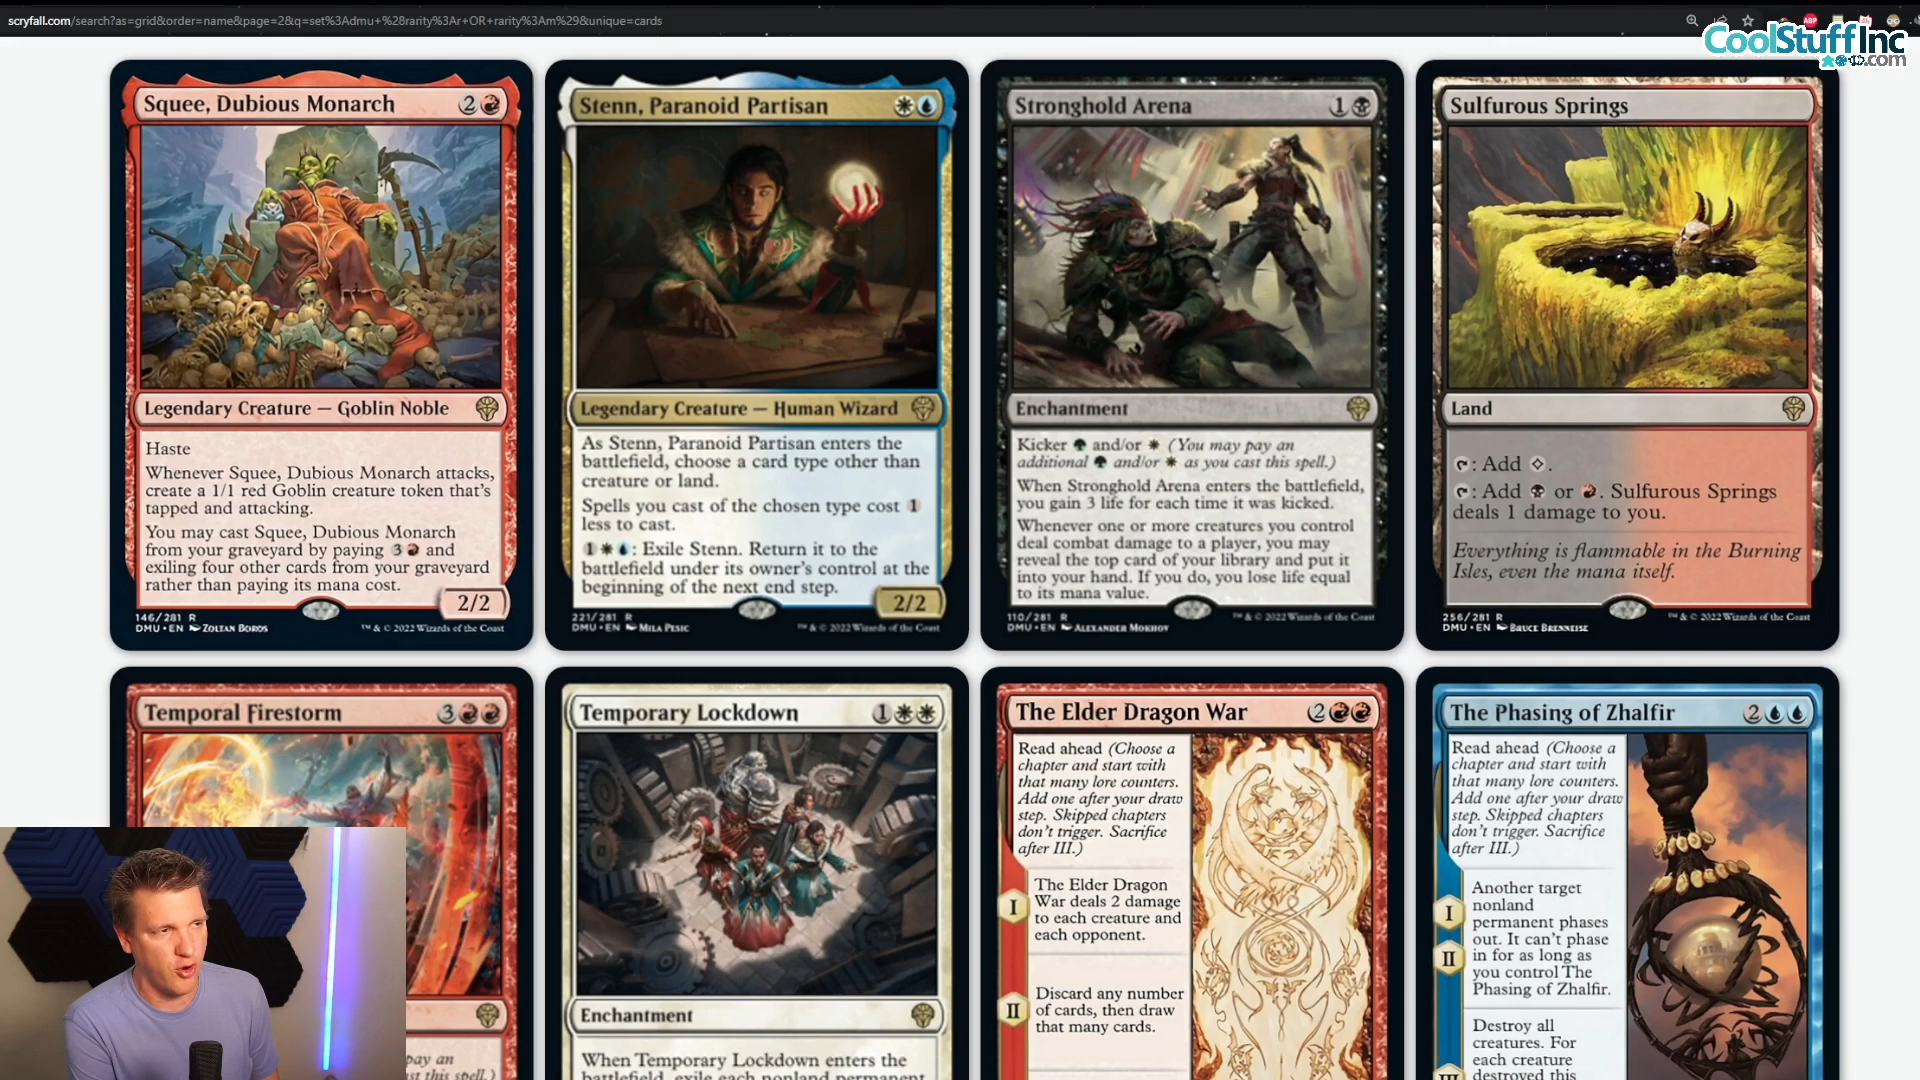 scryfall.com/search?as=grid&order=name&page=2&q=set%3Admu+%28rarity%3Ar+OR+rarity%3Am%29&unique=cards
ABP
CoolStuffInc
.com
Squee, Dubious Monarch 2
Legendary Creature — Goblin Noble
Haste
Whenever Squee, Dubious Monarch attacks,
create a 1/1 red Goblin creature token that's
tapped and attacking.
You may cast Squee, Dubious Monarch
from your graveyard by paying 3 and
exiling four other cards from your graveyard
rather than paying its mana cost.
2/2
146/281 R
DMU • EN Zoltan Boros
™ & © 2022 Wizards of the Coast
Stenn, Paranoid Partisan
Legendary Creature — Human Wizard
As Stenn, Paranoid Partisan enters the
battlefield, choose a card type other than
creature or land.
Spells you cast of the chosen type cost 1
less to cast.
1 : Exile Stenn. Return it to the
battlefield under its owner's control at the
beginning of the next end step.
2/2
221/281 R
DMU • EN Mila Pesic
™ & © 2022 Wizards of the Coast
Stronghold Arena 1
Enchantment
Kicker and/or (You may pay an
additional and/or as you cast this spell.)
When Stronghold Arena enters the battlefield,
you gain 3 life for each time it was kicked.
Whenever one or more creatures you control
deal combat damage to a player, you may
reveal the top card of your library and put it
into your hand. If you do, you lose life equal
to its mana value.
110/281 R
DMU • EN Alexander Mokhov
™ & © 2022 Wizards of the Coast
Sulfurous Springs
Land
: Add .
: Add or . Sulfurous Springs
deals 1 damage to you.
Everything is flammable in the Burning
Isles, even the mana itself.
256/281 R
DMU • EN Bruce Brenneise
™ & © 2022 Wizards of the Coast
Temporal Firestorm 3
pay an
st this spell.)
Temporary Lockdown 1
Enchantment
When Temporary Lockdown enters the
battlefield, exile each nonland permanent
The Elder Dragon War 2
Read ahead (Choose a
chapter and start with
that many lore counters.
Add one after your draw
step. Skipped chapters
don't trigger. Sacrifice
after III.)
I
The Elder Dragon
War deals 2 damage
to each creature and
each opponent.
II
Discard any number
of cards, then draw
that many cards.
The Phasing of Zhalfir 2
Read ahead (Choose a
chapter and start with
that many lore counters.
Add one after your draw
step. Skipped chapters
don't trigger. Sacrifice
after III.)
I
II
Another target
nonland
permanent phases
out. It can't phase
in for as long as
you control The
Phasing of Zhalfir.
III
Destroy all
creatures. For
each creature
destroyed this